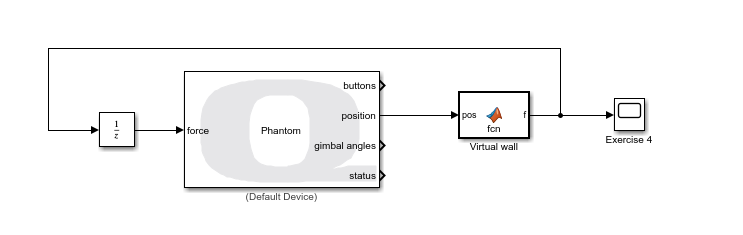 buttons
position
pos
f
fcn
Virtual wall
Exercise 4
1
z
force
Phantom
gimbal angles
status
(Default Device)